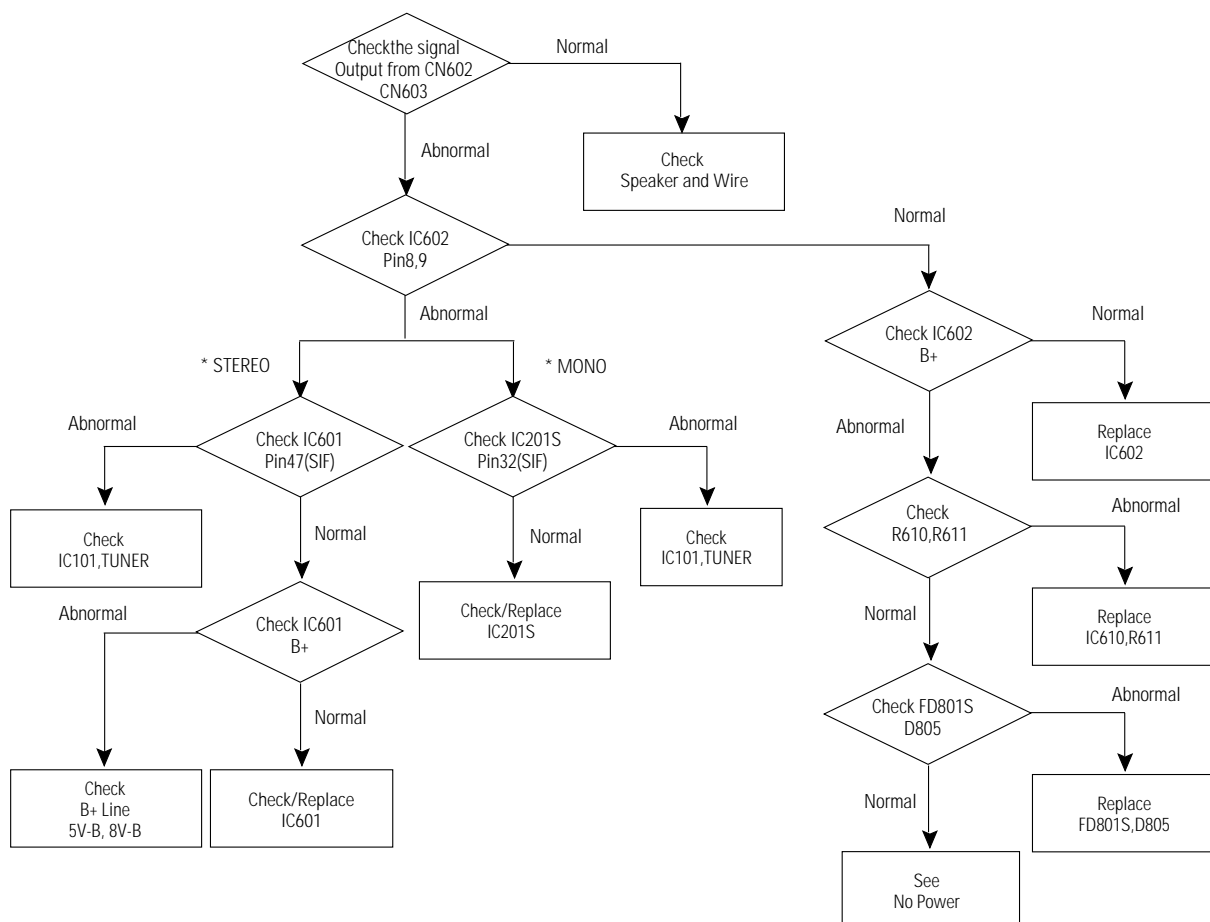 Checkthe signal
Output from CN602
CN603
Normal
Abnormal
Check
Speaker and Wire
Check IC602
Pin8,9
Normal
Abnormal
* STEREO
* MONO
Check IC602
B+
Normal
Abnormal
Check IC601
Pin47(SIF)
Check IC201S
Pin32(SIF)
Abnormal
Abnormal
Replace
IC602
Check
IC101,TUNER
Normal
Normal
Check
IC101,TUNER
Check
R610,R611
Abnormal
Abnormal
Check IC601
B+
Check/Replace
IC201S
Normal
Replace
IC610,R611
Normal
Check FD801S
D805
Abnormal
Check
B+ Line
5V-B, 8V-B
Check/Replace
IC601
Normal
Replace
FD801S,D805
See
No Power